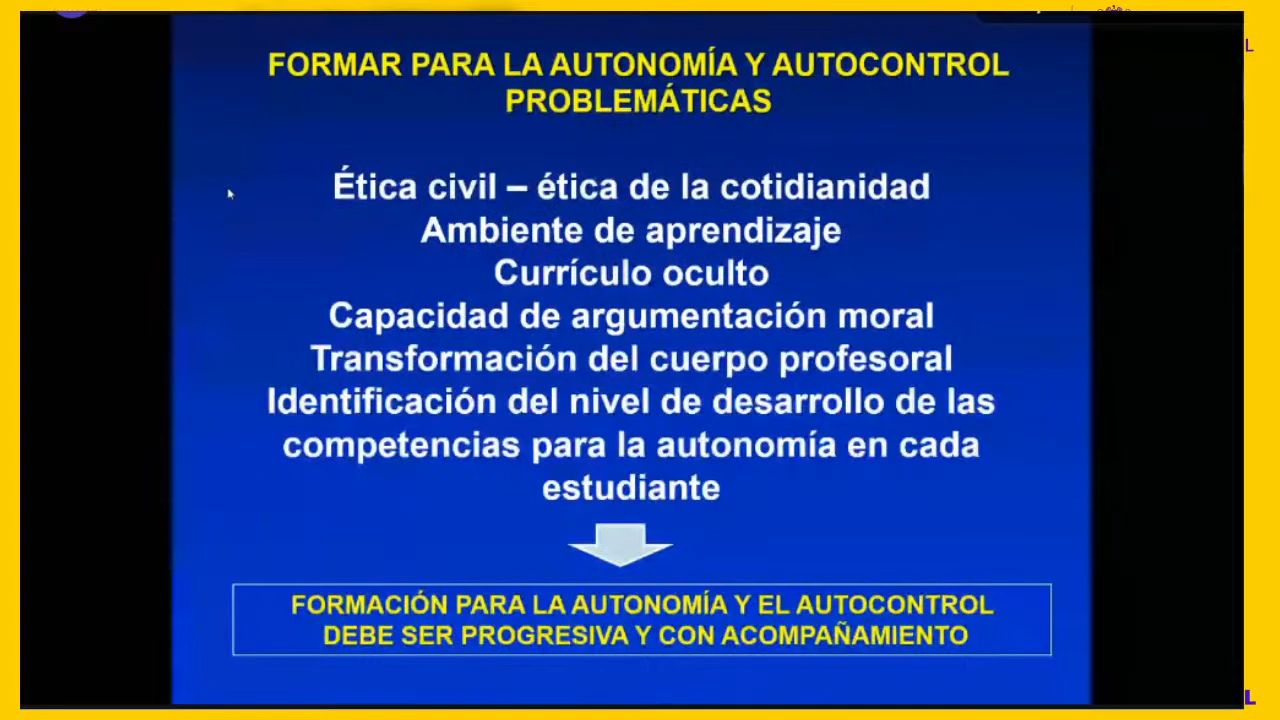 FORMAR PARA LA AUTONOMÍA Y AUTOCONTROL
PROBLEMÁTICAS
Ética civil – ética de la cotidianidad
Ambiente de aprendizaje
Currículo oculto
Capacidad de argumentación moral
Transformación del cuerpo profesoral
Identificación del nivel de desarrollo de las
competencias para la autonomía en cada
estudiante
FORMACIÓN PARA LA AUTONOMÍA Y EL AUTOCONTROL
DEBE SER PROGRESIVA Y CON ACOMPAÑAMIENTO
L
L